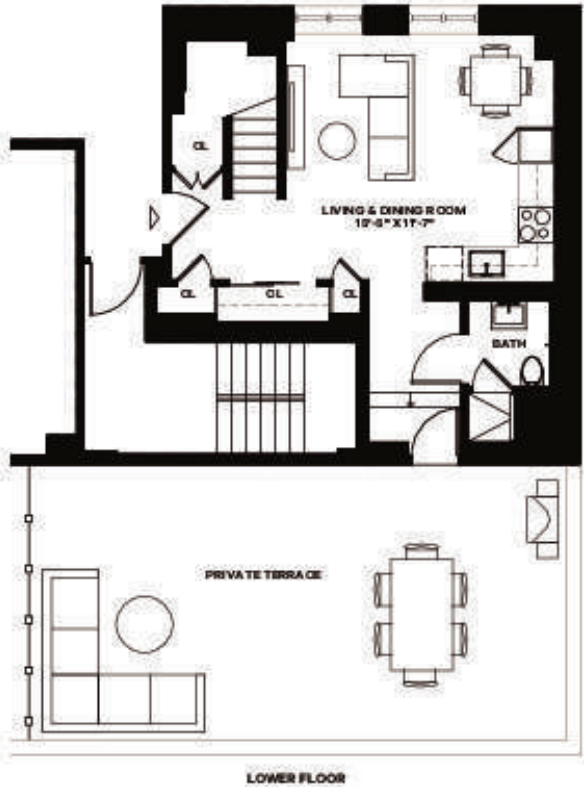 CL
LIVING & DINING ROOM
CL
CL
CL
BATH
PRIVATE TERRACE
LOWER FLOOR